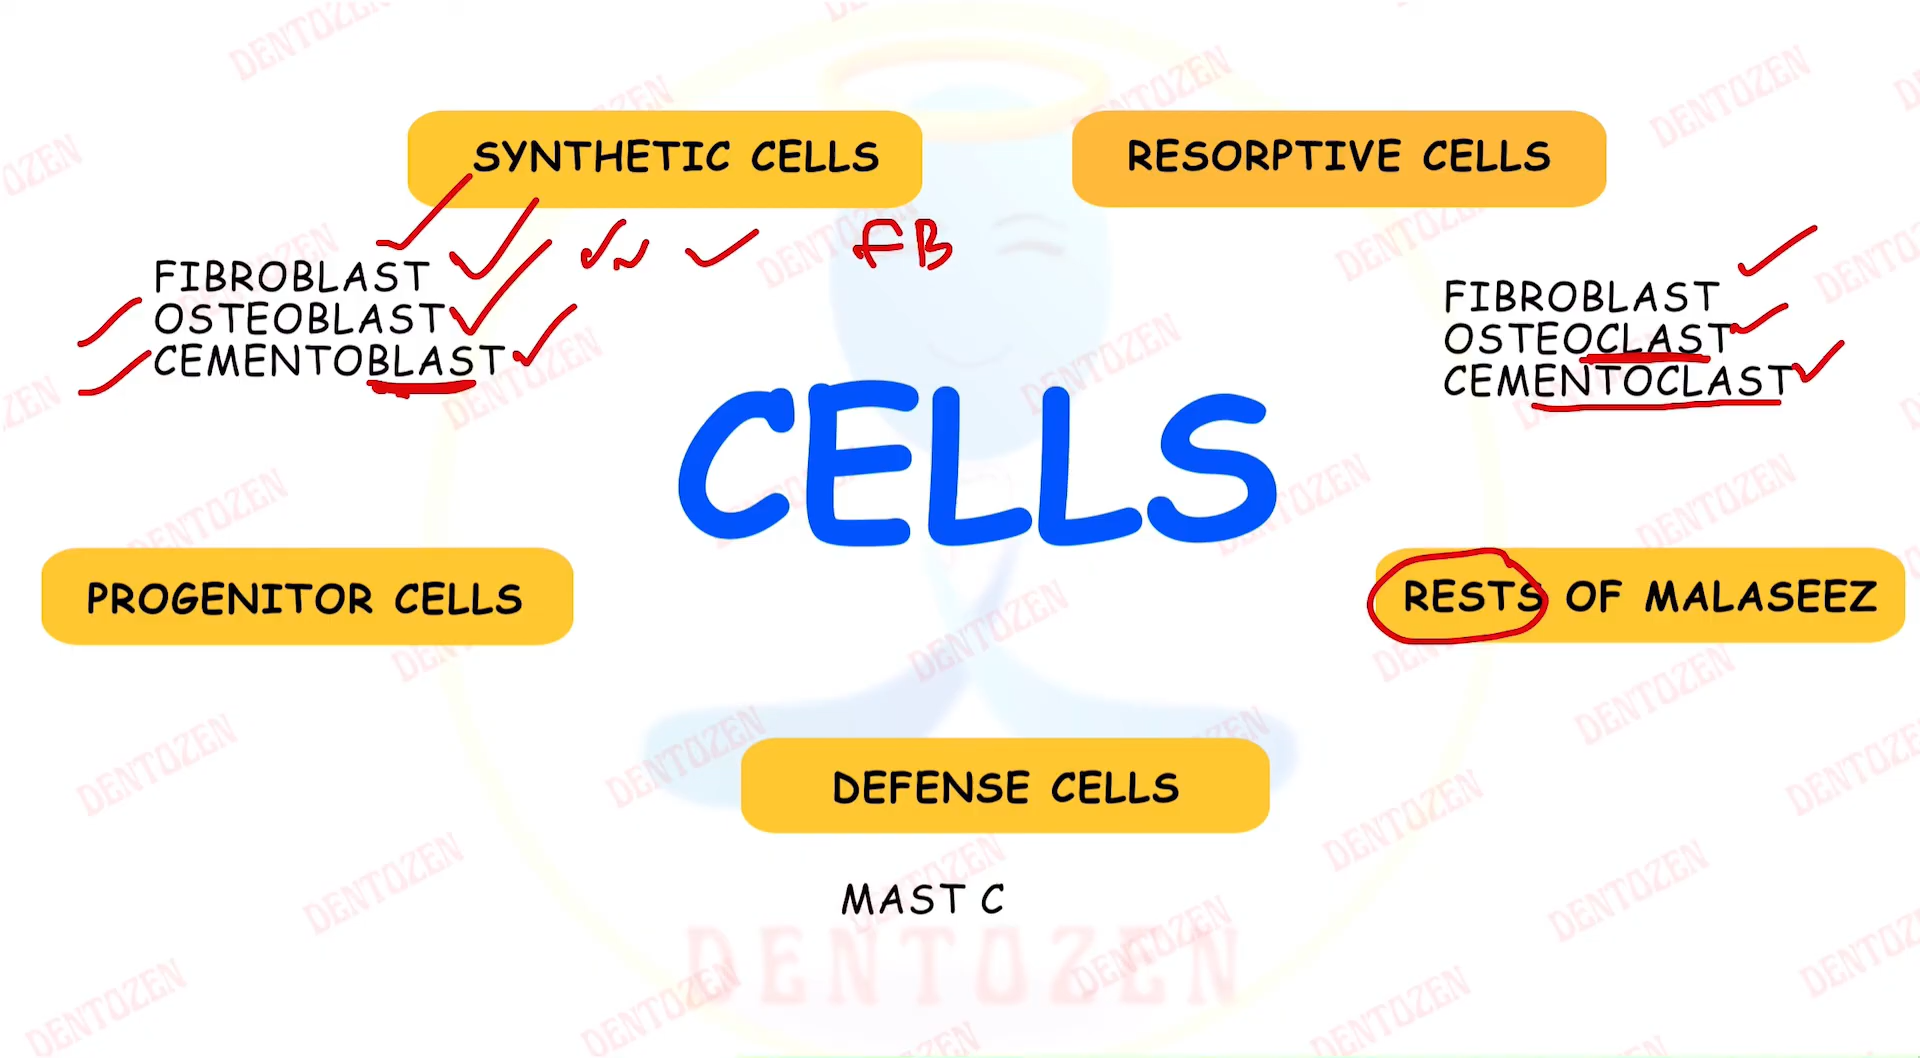 SYNTHETIC CELLS
RESORPTIVE CELLS
FB
FIBROBLAST
OSTEOBLAST
CEMENTOBLAST
FIBROBLAST
OSTEOCLAST
CEMENTOCLAST
CELLS
PROGENITOR CELLS
RESTS OF MALASEEZ
DEFENSE CELLS
MAST C
DENTOZEN